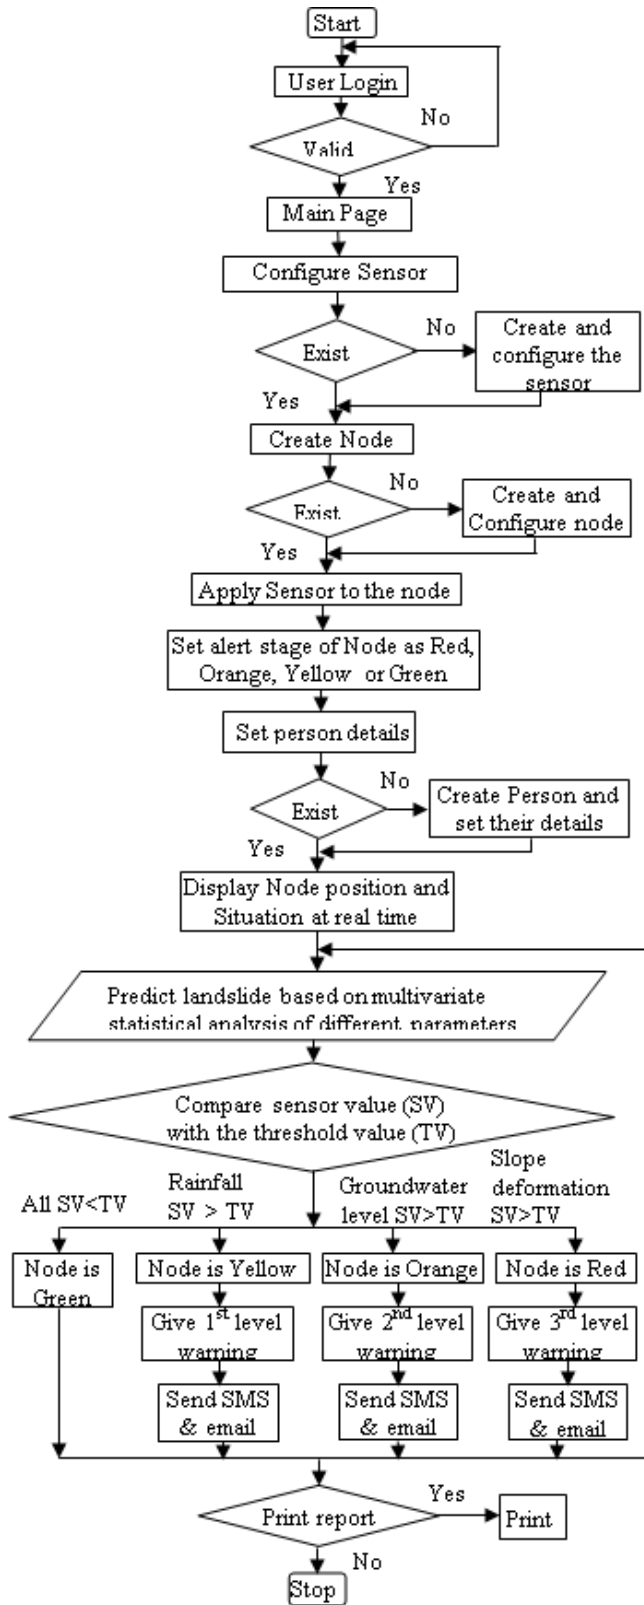 Start
User Login
No
Valid
Yes
Main Page
Configure Sensor
No
Create and
configure the
sensor
Exist
Yes
Create Node
No
Create and
Configure node
Exist
Yes
Apply Sensor to the node
Set alert stage of Node as Red,
Orange, Yellow or Green
Set person details
No
Create Person and
set their details
Exist
Yes
Display Node position and
Situation at real time
Predict landslide based on multivariate
statistical analysis of different parameters
Compare sensor value (SV)
with the threshold value (TV)
All SV<TV
Rainfall
SV > TV
Groundwater
level SV>TV
Slope
deformation
SV>TV
Node is
Green
Node is Yellow
Node is Orange
Node is Red
Give 1st level
warning
Give 2nd level
warning
Give 3rd level
warning
Send SMS
& email
Send SMS
& email
Send SMS
& email
Print report
Yes
Print
No
Stop